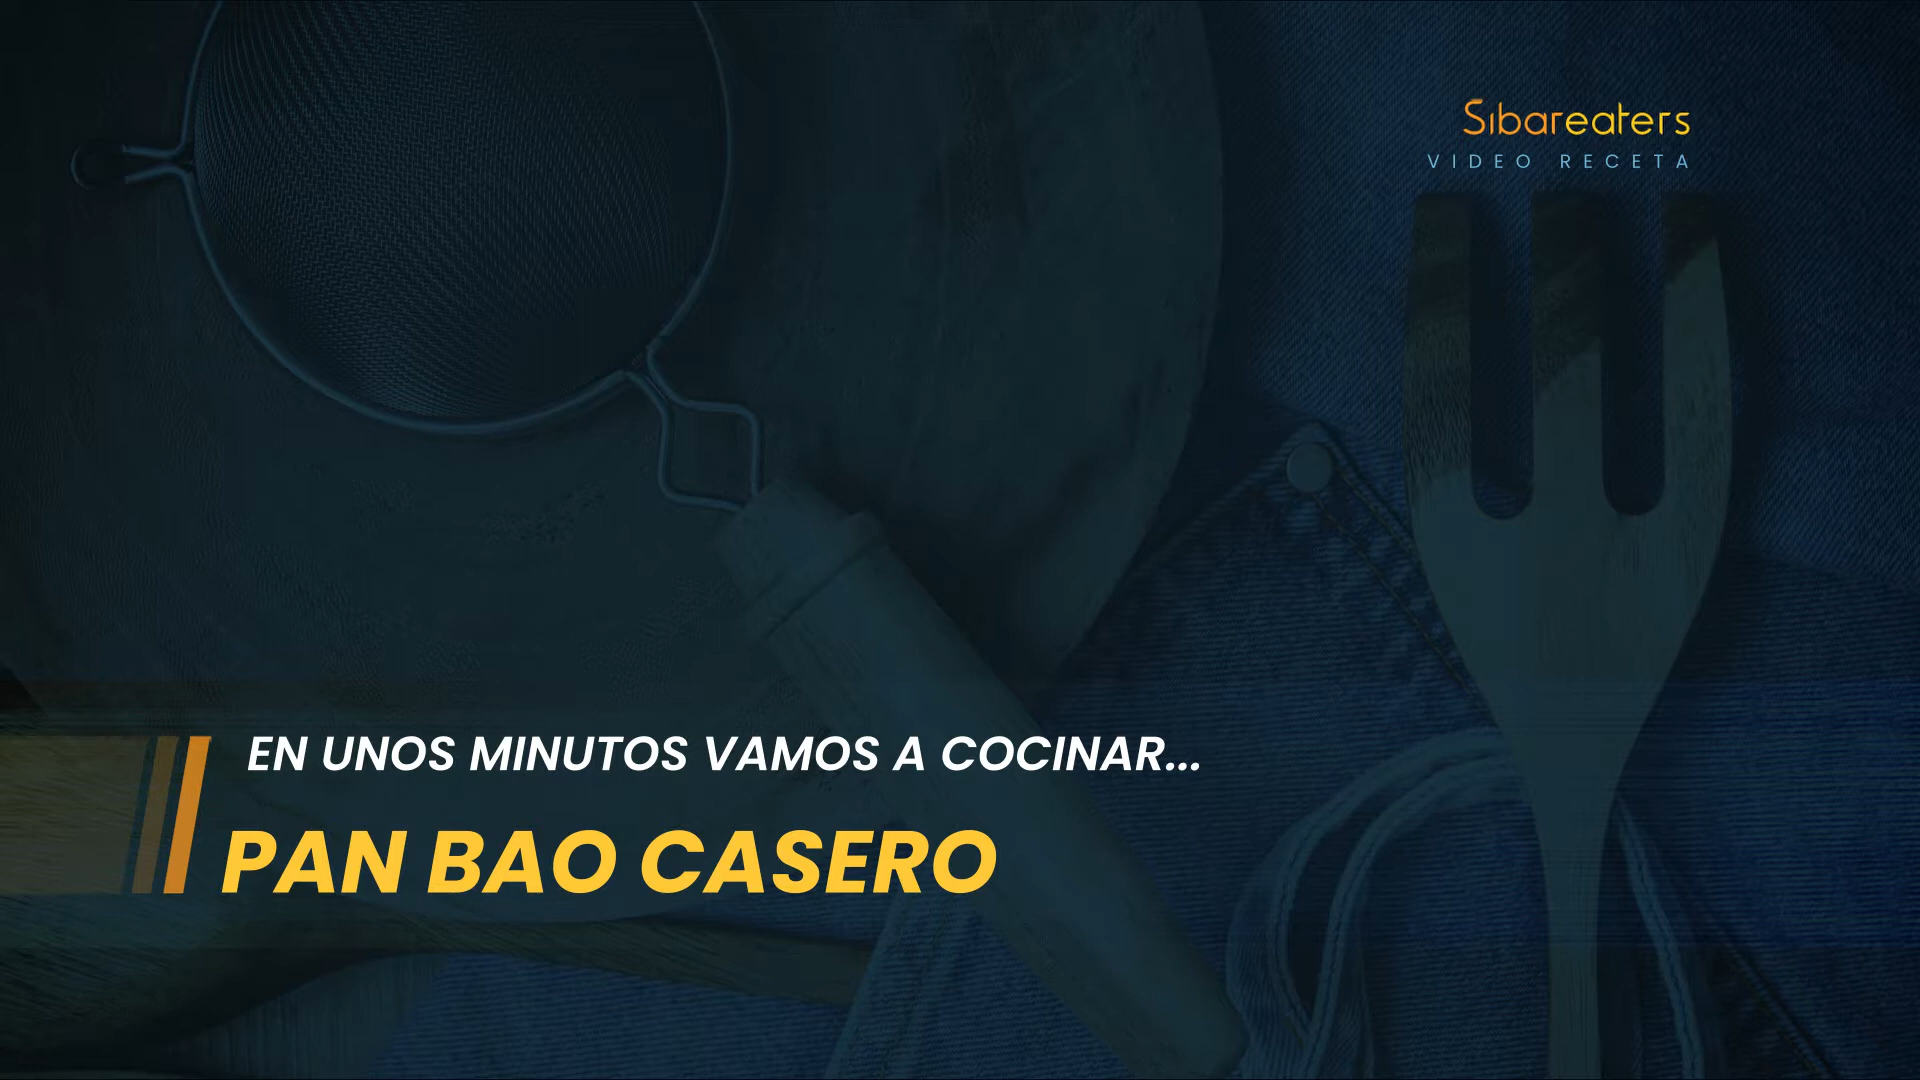 Sibareaters
VIDEO RECETA
EN UNOS MINUTOS VAMOS A COCINAR...
PAN BAO CASERO